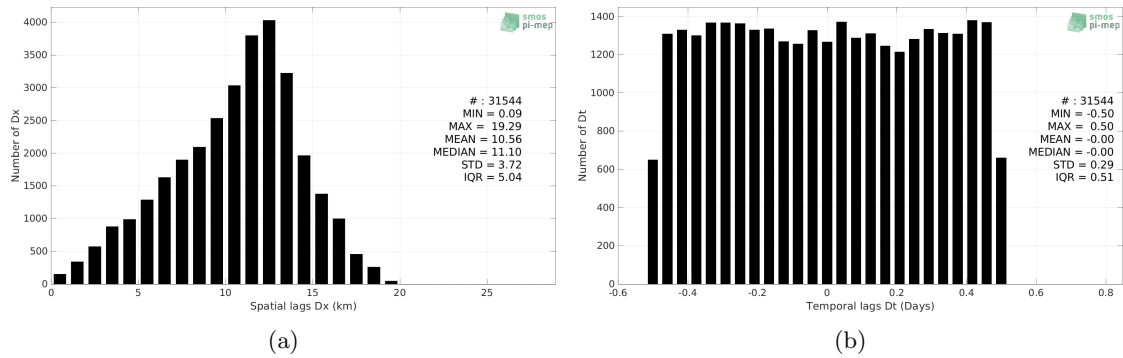 4000
3500
3000
2500
2000
1500
1000
500
0
Number of Dx
smos
pi-mep
# : 31544
MIN = 0.09
MAX = 19.29
MEAN = 10.56
MEDIAN = 11.10
STD = 3.72
IQR = 5.04
0 5 10 15 20 25
Spatial lags Dx (km)
(a)
1400
1200
1000
800
600
400
200
0
Number of Dt
smos
pi-mep
# : 31544
MIN = -0.50
MAX = 0.50
MEAN = -0.00
MEDIAN = -0.00
STD = 0.29
IQR = 0.51
-0.6 -0.4 -0.2 0 0.2 0.4 0.6 0.8
Temporal lags Dt (Days)
(b)